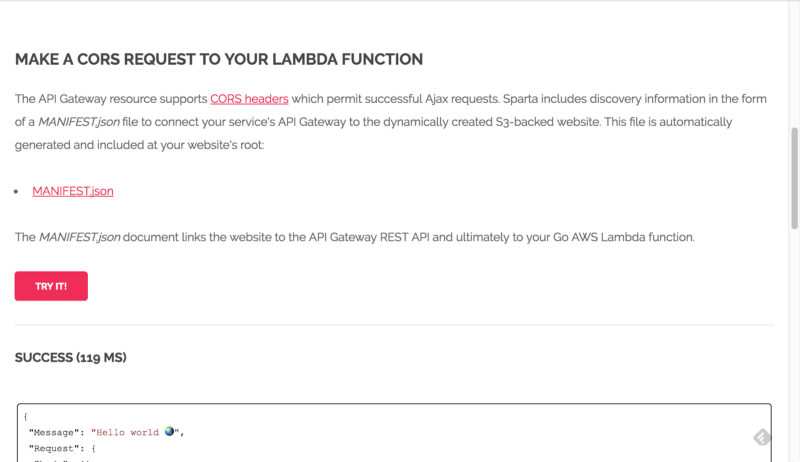 MAKE A CORS REQUEST TO YOUR LAMBDA FUNCTION
The API Gateway resource supports CORS headers which permit successful Ajax requests. Sparta includes discovery information in the form
of a MANIFEST.json file to connect your service's API Gateway to the dynamically created S3-backed website. This file is automatically
generated and included at your website's root:
• MANIFEST.json
The MANIFEST.json document links the website to the API Gateway REST API and ultimately to your Go AWS Lambda function.
TRY IT!
SUCCESS (119 MS)
{
"Message": "Hello world 🌏",
"Request": {